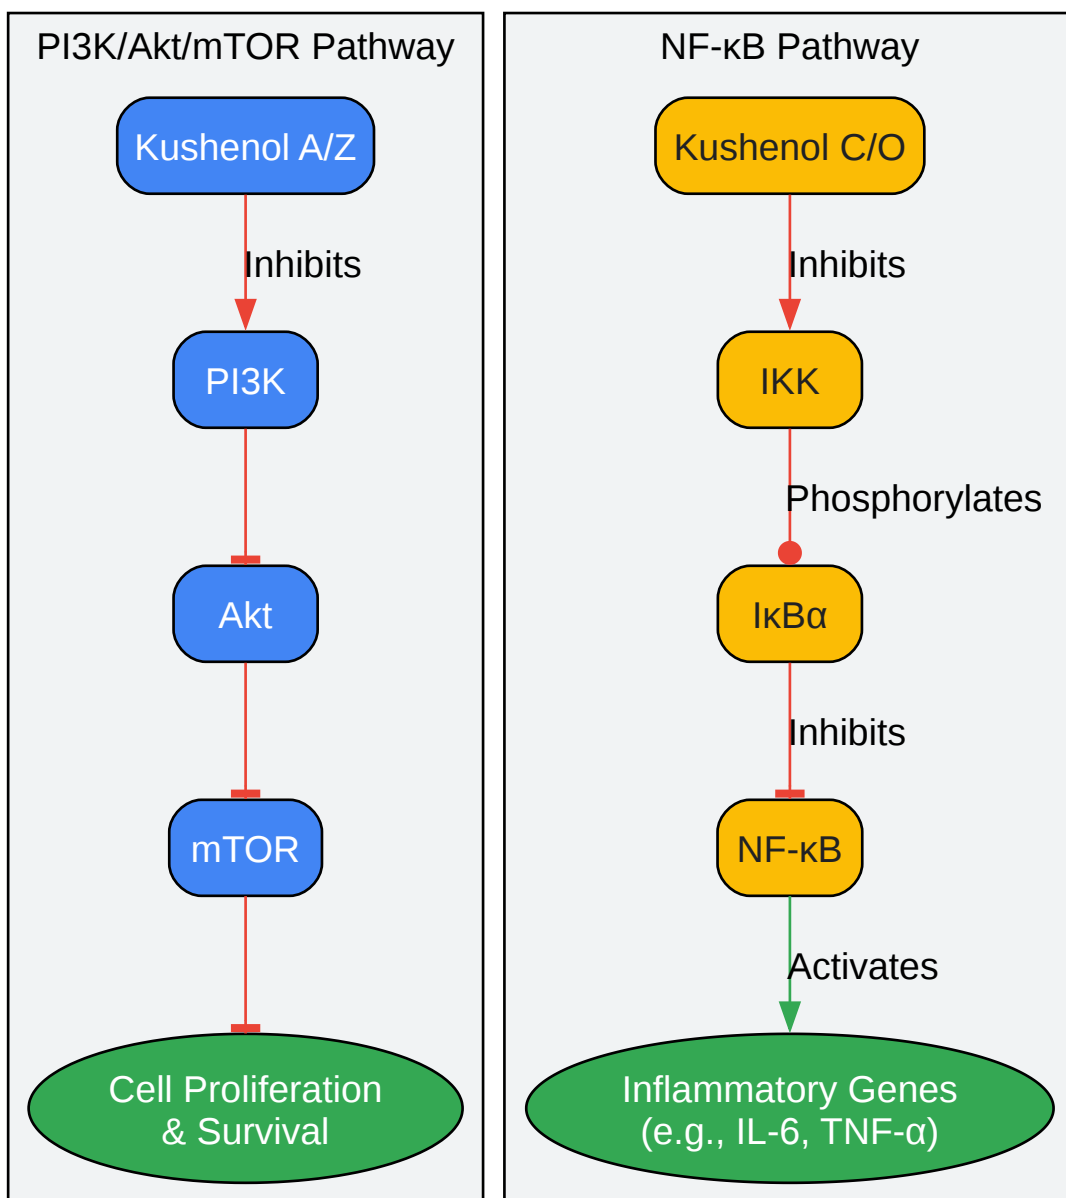 PI3K/Akt/mTOR Pathway
Kushenol A/Z
Inhibits
PI3K
Akt
mTOR
Cell Proliferation
& Survival
NF-κB Pathway
Kushenol C/O
Inhibits
IKK
Phosphorylates
IκBα
Inhibits
NF-κB
Activates
Inflammatory Genes
(e.g., IL-6, TNF-α)